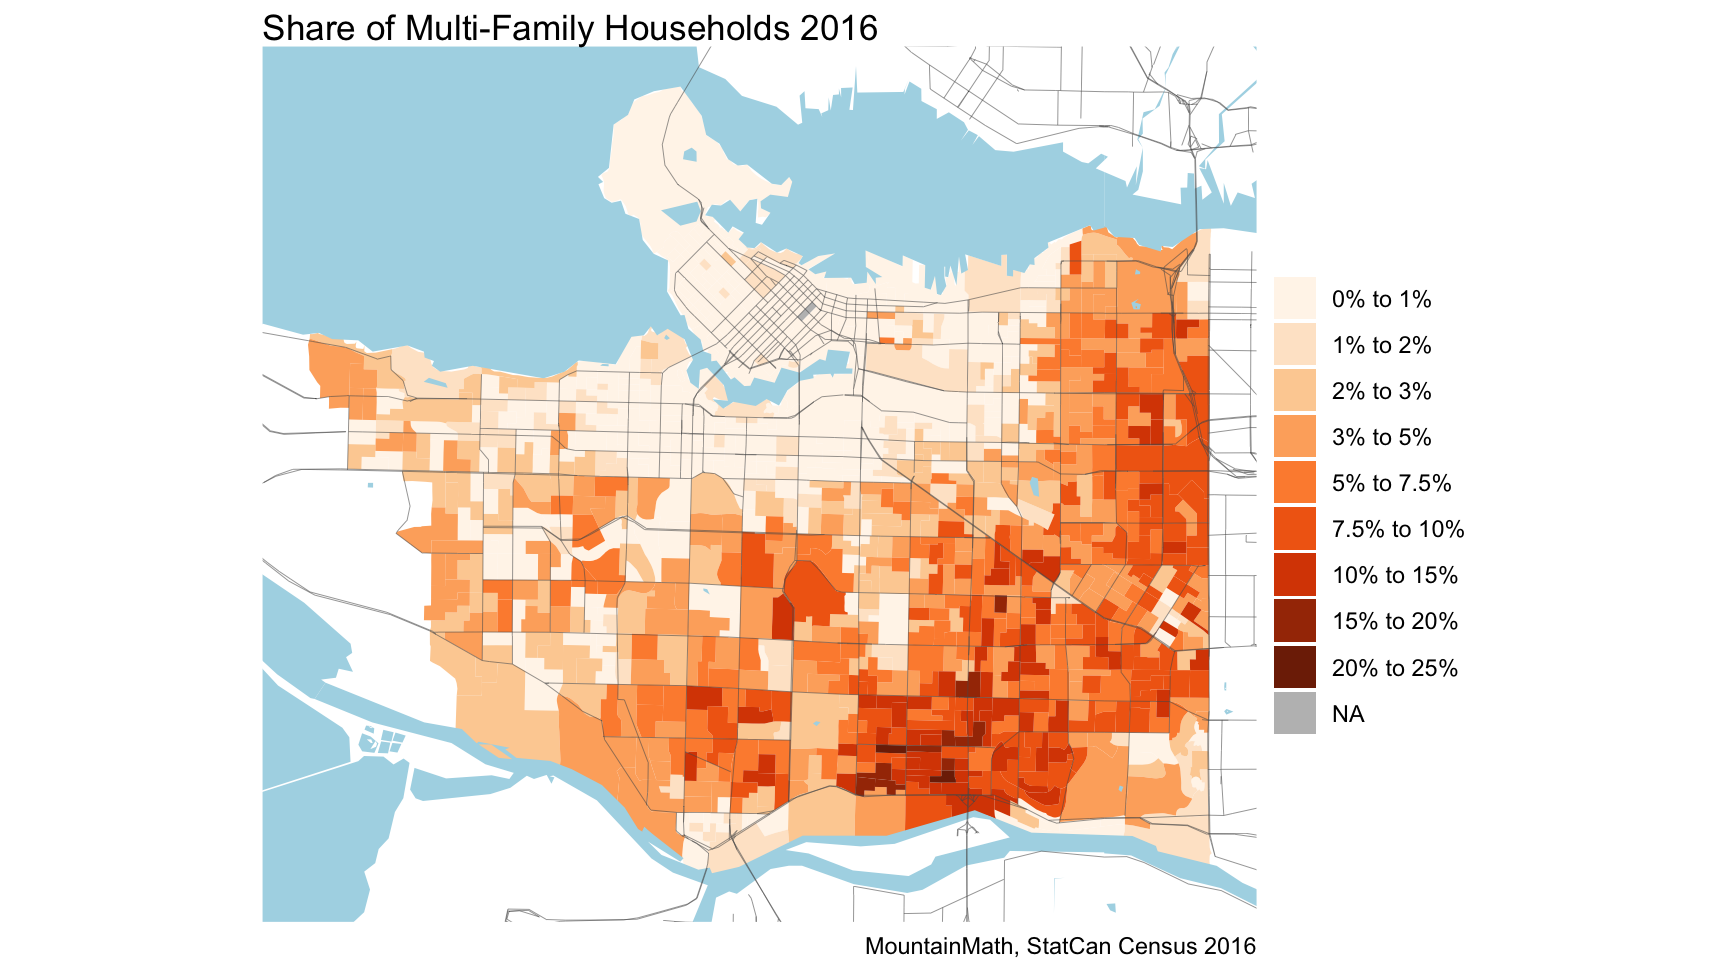 Share of Multi-Family Households 2016
0% to 1%
1% to 2%
2% to 3%
3% to 5%
5% to 7.5%
7.5% to 10%
10% to 15%
15% to 20%
20% to 25%
NA
MountainMath, StatCan Census 2016